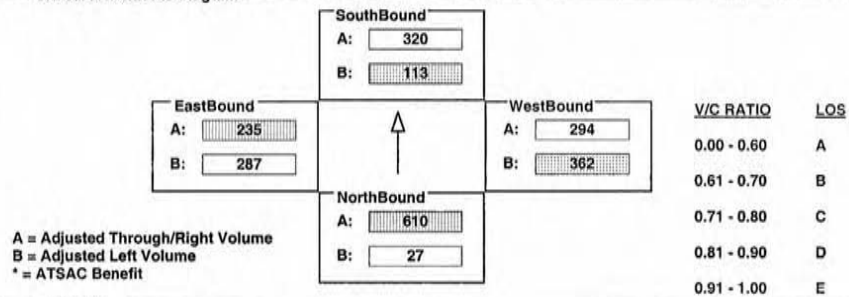 SouthBound
A: 320
B: 113
EastBound
A: 235
B: 287
WestBound
A: 294
B: 362
NorthBound
A: 610
B: 27
A = Adjusted Through/Right Volume
B = Adjusted Left Volume
* = ATSAC Benefit
V/C RATIO LOS
0.00 - 0.60 A
0.61 - 0.70 B
0.71 - 0.80 C
0.81 - 0.90 D
0.91 - 1.00 E